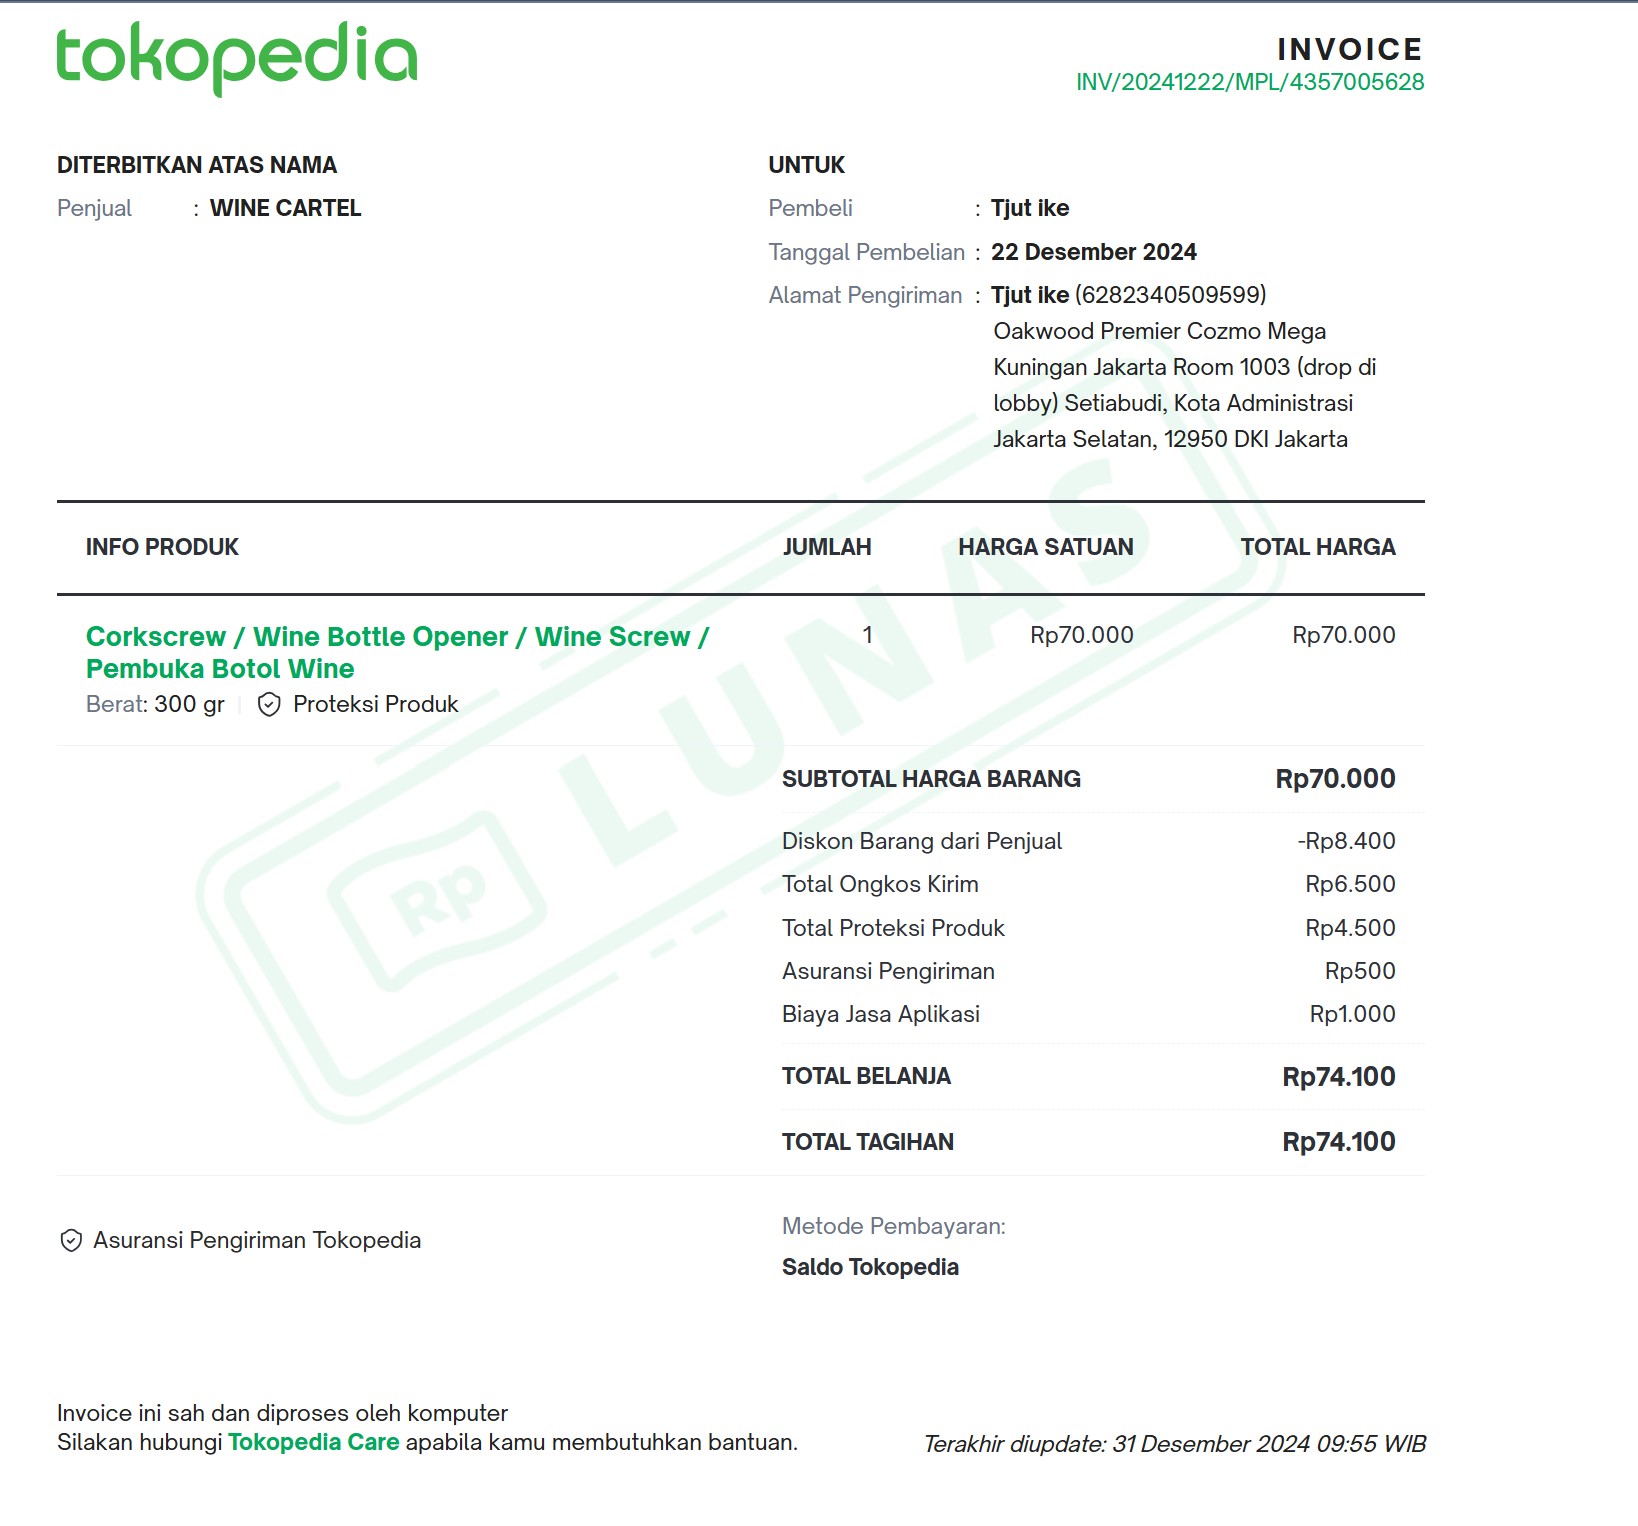 tokopedia
INVOICE
INV/20241222/MPL/4357005628
DITERBITKAN ATAS NAMA
Penjual : WINE CARTEL
UNTUK
Pembeli : Tjut ike
Tanggal Pembelian : 22 Desember 2024
Alamat Pengiriman : Tjut ike (6282340509599)
Oakwood Premier Cozmo Mega
Kuningan Jakarta Room 1003 (drop di
lobby) Setiabudi, Kota Administrasi
Jakarta Selatan, 12950 DKI Jakarta
INFO PRODUK JUMLAH HARGA SATUAN TOTAL HARGA
Corkscrew / Wine Bottle Opener / Wine Screw / 1 Rp70.000 Rp70.000
Pembuka Botol Wine
Berat: 300 gr Proteksi Produk
Rp LUNAS
SUBTOTAL HARGA BARANG Rp70.000
Diskon Barang dari Penjual -Rp8.400
Total Ongkos Kirim Rp6.500
Total Proteksi Produk Rp4.500
Asuransi Pengiriman Rp500
Biaya Jasa Aplikasi Rp1.000
TOTAL BELANJA Rp74.100
TOTAL TAGIHAN Rp74.100
Asuransi Pengiriman Tokopedia
Metode Pembayaran:
Saldo Tokopedia
Invoice ini sah dan diproses oleh komputer
Silakan hubungi Tokopedia Care apabila kamu membutuhkan bantuan.
Terakhir diupdate: 31 Desember 2024 09:55 WIB